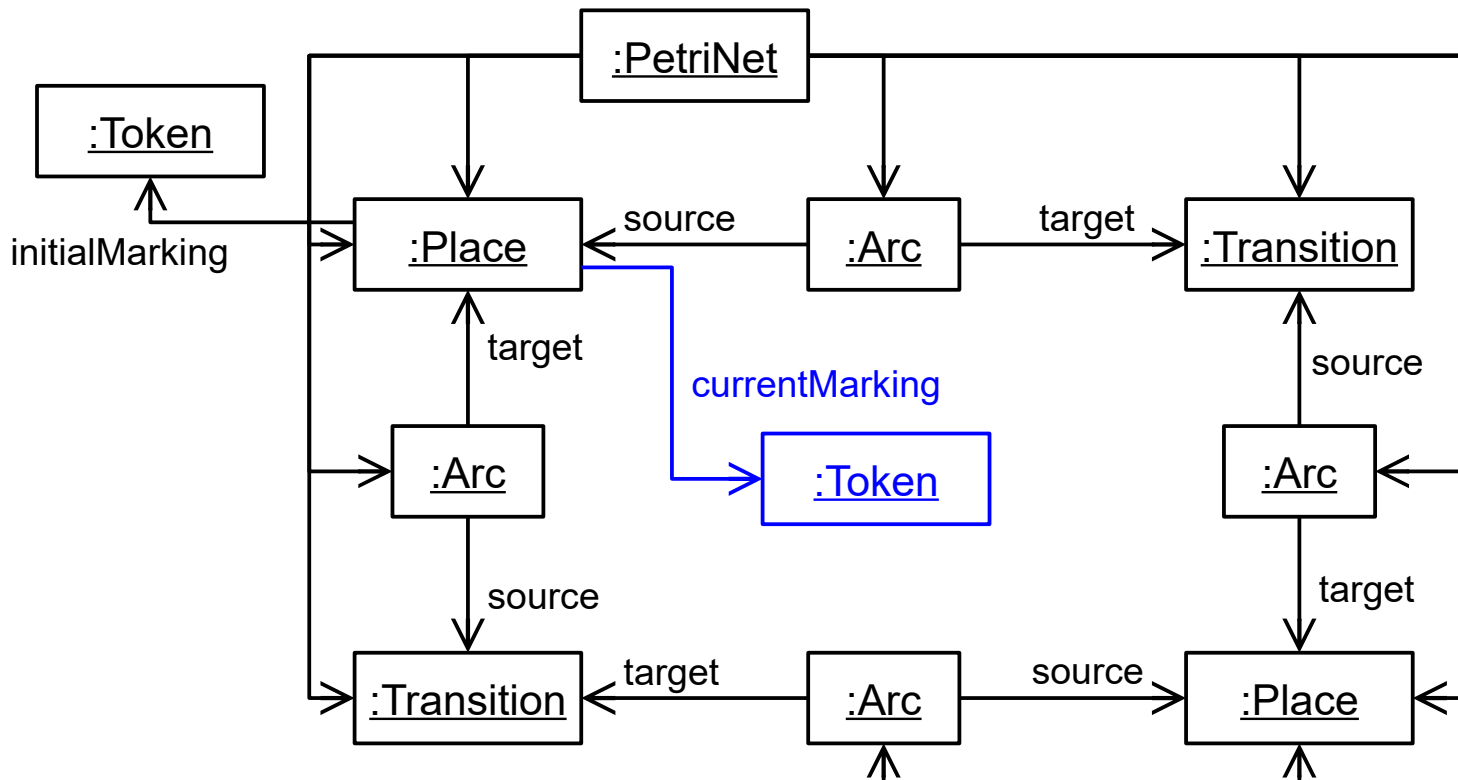 :PetriNet
:Token
source
target
:Place
:Arc
:Transition
initialMarking
target
source
currentMarking
:Arc
:Token
:Arc
source
target
target
source
:Transition
:Arc
:Place